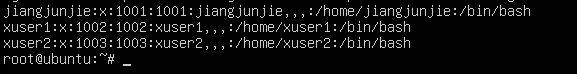 jiangjunjie:x:1001:1001:jiangjunjie,,,:/home/jiangjunjie:/bin/bash
xuser1:x:1002:1002:xuser1,,,:/home/xuser1:/bin/bash
xuser2:x:1003:1003:xuser2,,,:/home/xuser2:/bin/bash
root@ubuntu:~# _